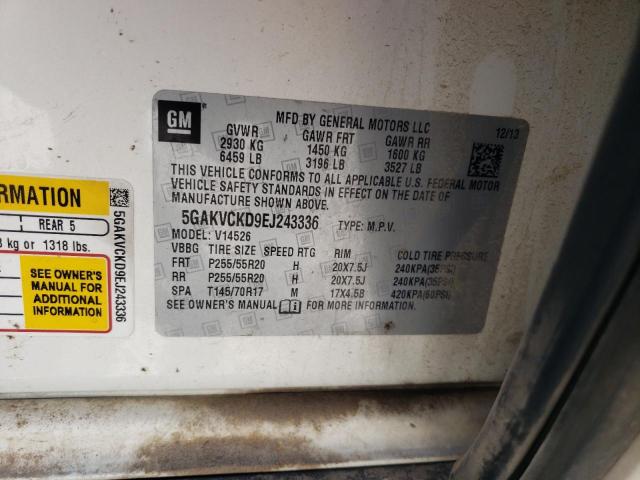 GM
MFD BY GENERAL MOTORS LLC
12/13
GVWR GAWR FRT GAWR RR
2930 KG 1450 KG 1600 KG
6459 LB 3196 LB 3527 LB
THIS VEHICLE CONFORMS TO ALL APPLICABLE U.S. FEDERAL MOTOR
VEHICLE SAFETY STANDARDS IN EFFECT ON THE DATE OF
MANUFACTURE SHOWN ABOVE.
5GAKVCKD9EJ243336 TYPE: M.P.V.
MODEL: V14526
VBBG TIRE SIZE SPEED RTG RIM COLD TIRE PRESSURE
FRT P255/55R20 H 20X7.5J 240KPA(35PSI)
RR P255/55R20 H 20X7.5J 240KPA(35PSI)
SPA T145/70R17 M 17X4.5B 420KPA(60PSI)
SEE OWNER'S MANUAL FOR MORE INFORMATION.
ORMATION
REAR 5
kg or 1318 lbs.
SEE OWNER'S
MANUAL FOR
ADDITIONAL
INFORMATION
5GAKVCKD9EJ243336